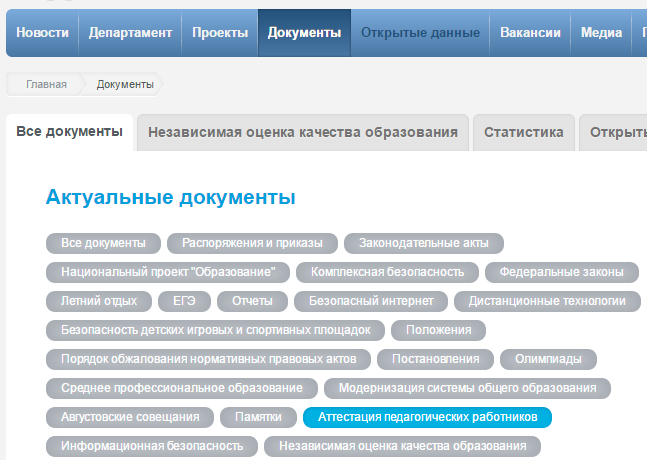 Новости Департамент Проекты Документы Открытые данные Вакансии Медиа
Главная Документы
Все документы Независимая оценка качества образования Статистика Открыть
Актуальные документы
Все документы Распоряжения и приказы Законодательные акты
Национальный проект "Образование" Комплексная безопасность Федеральные законы
Летний отдых ЕГЭ Отчеты Безопасный интернет Дистанционные технологии
Безопасность детских игровых и спортивных площадок Положения
Порядок обжалования нормативных правовых актов Постановления Олимпиады
Среднее профессиональное образование Модернизация системы общего образования
Августовские совещания Памятки Аттестация педагогических работников
Информационная безопасность Независимая оценка качества образования